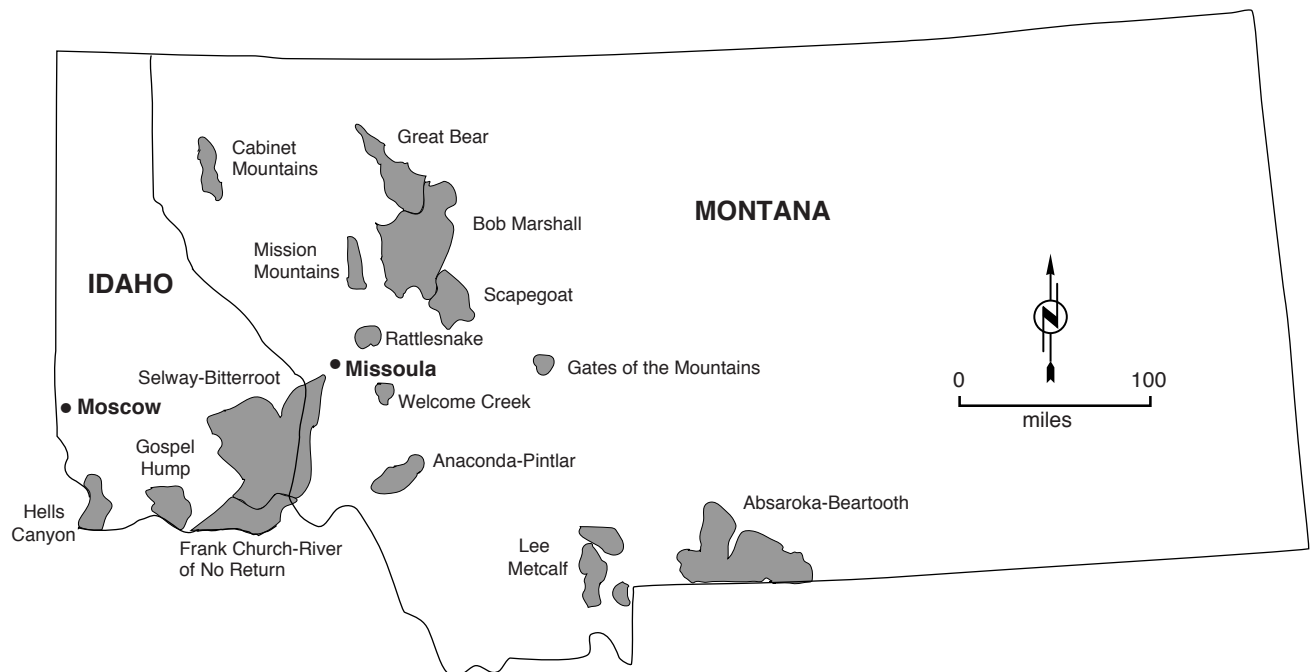 Great Bear
Cabinet
Mountains
MONTANA
Bob Marshall
Mission
Mountains
IDAHO
Scapegoat
N
Rattlesnake
Missoula
Gates of the Mountains
Selway-Bitterroot
0 100
miles
Moscow
Welcome Creek
Gospel
Hump
Anaconda-Pintlar
Absaroka-Beartooth
Hells
Canyon
Frank Church-River
of No Return
Lee
Metcalf